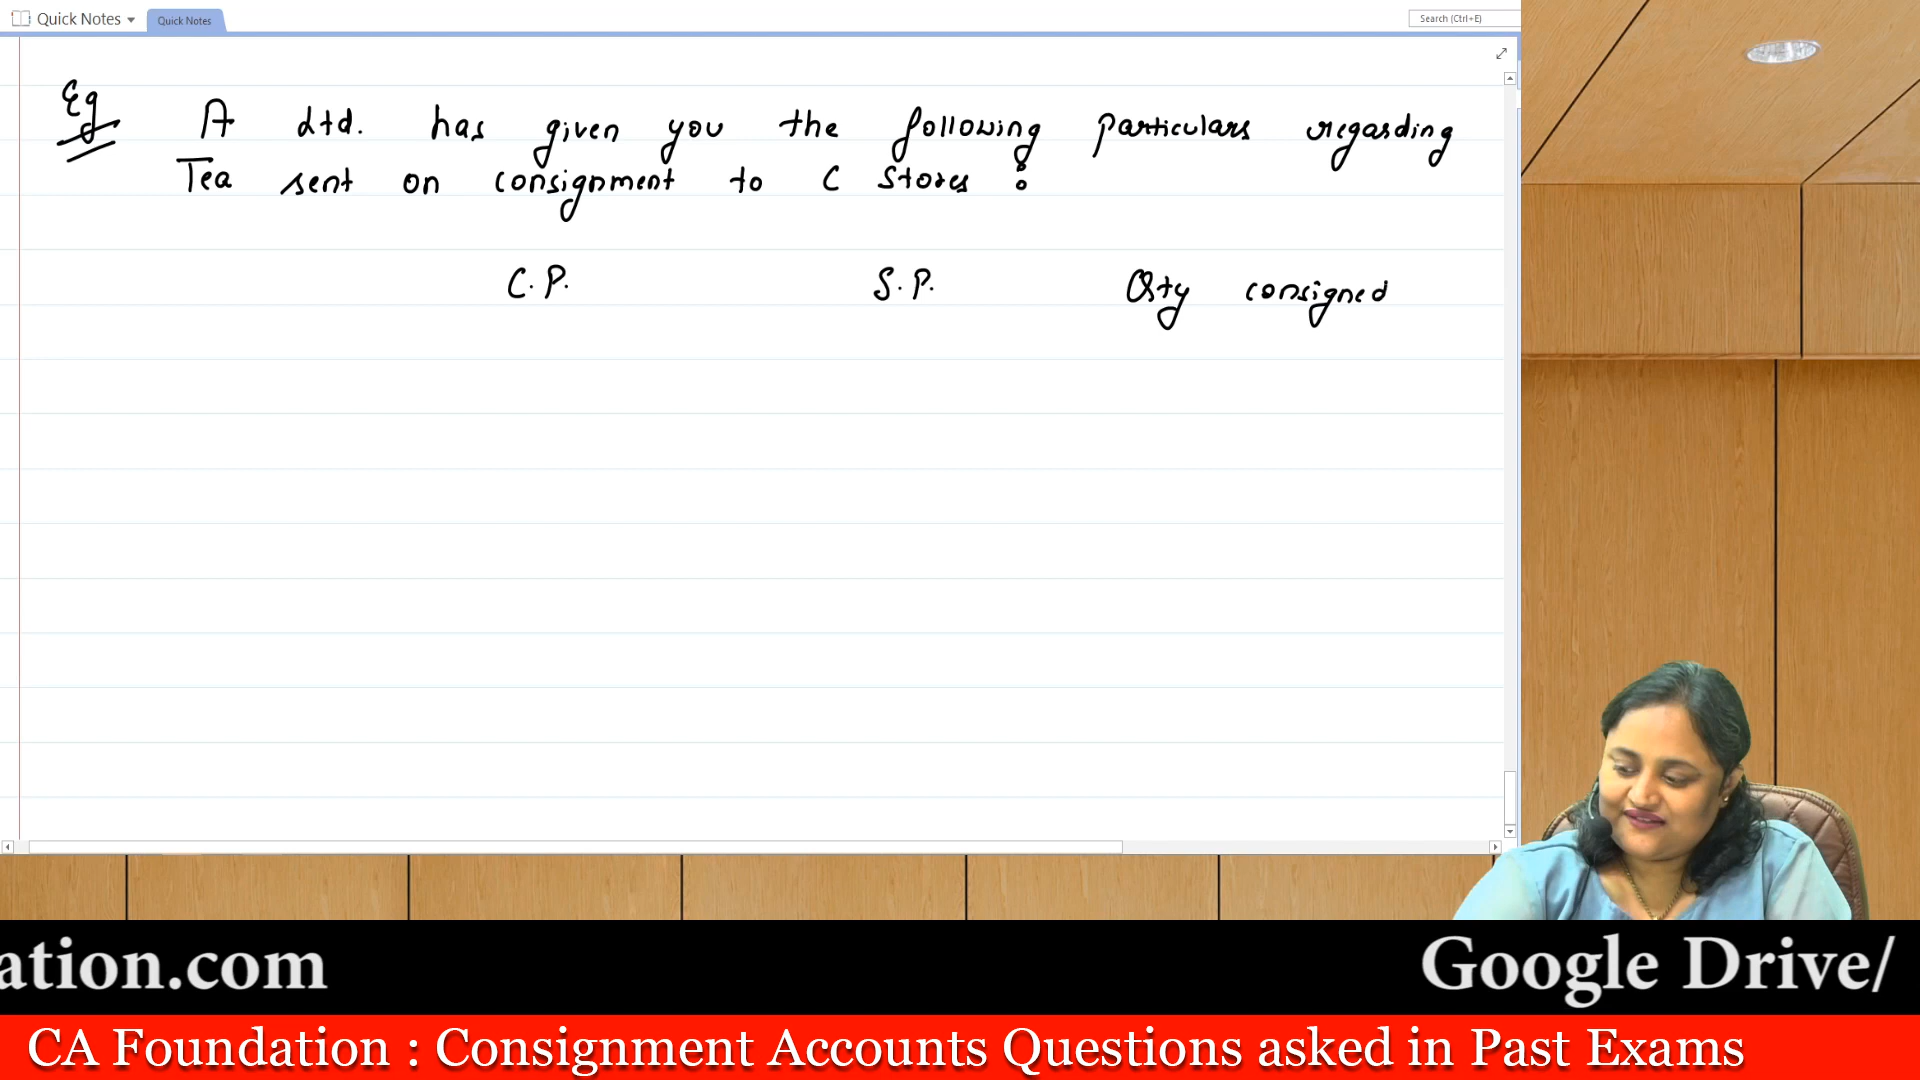 Quick Notes
Quick Notes
Search (Ctrl+E)
Eg
A Ltd. has given you the following particulars regarding
Tea sent on consignment to C Stores :
C.P. S.P. Qty consigned
ation.com Google Drive/
CA Foundation : Consignment Accounts Questions asked in Past Exams